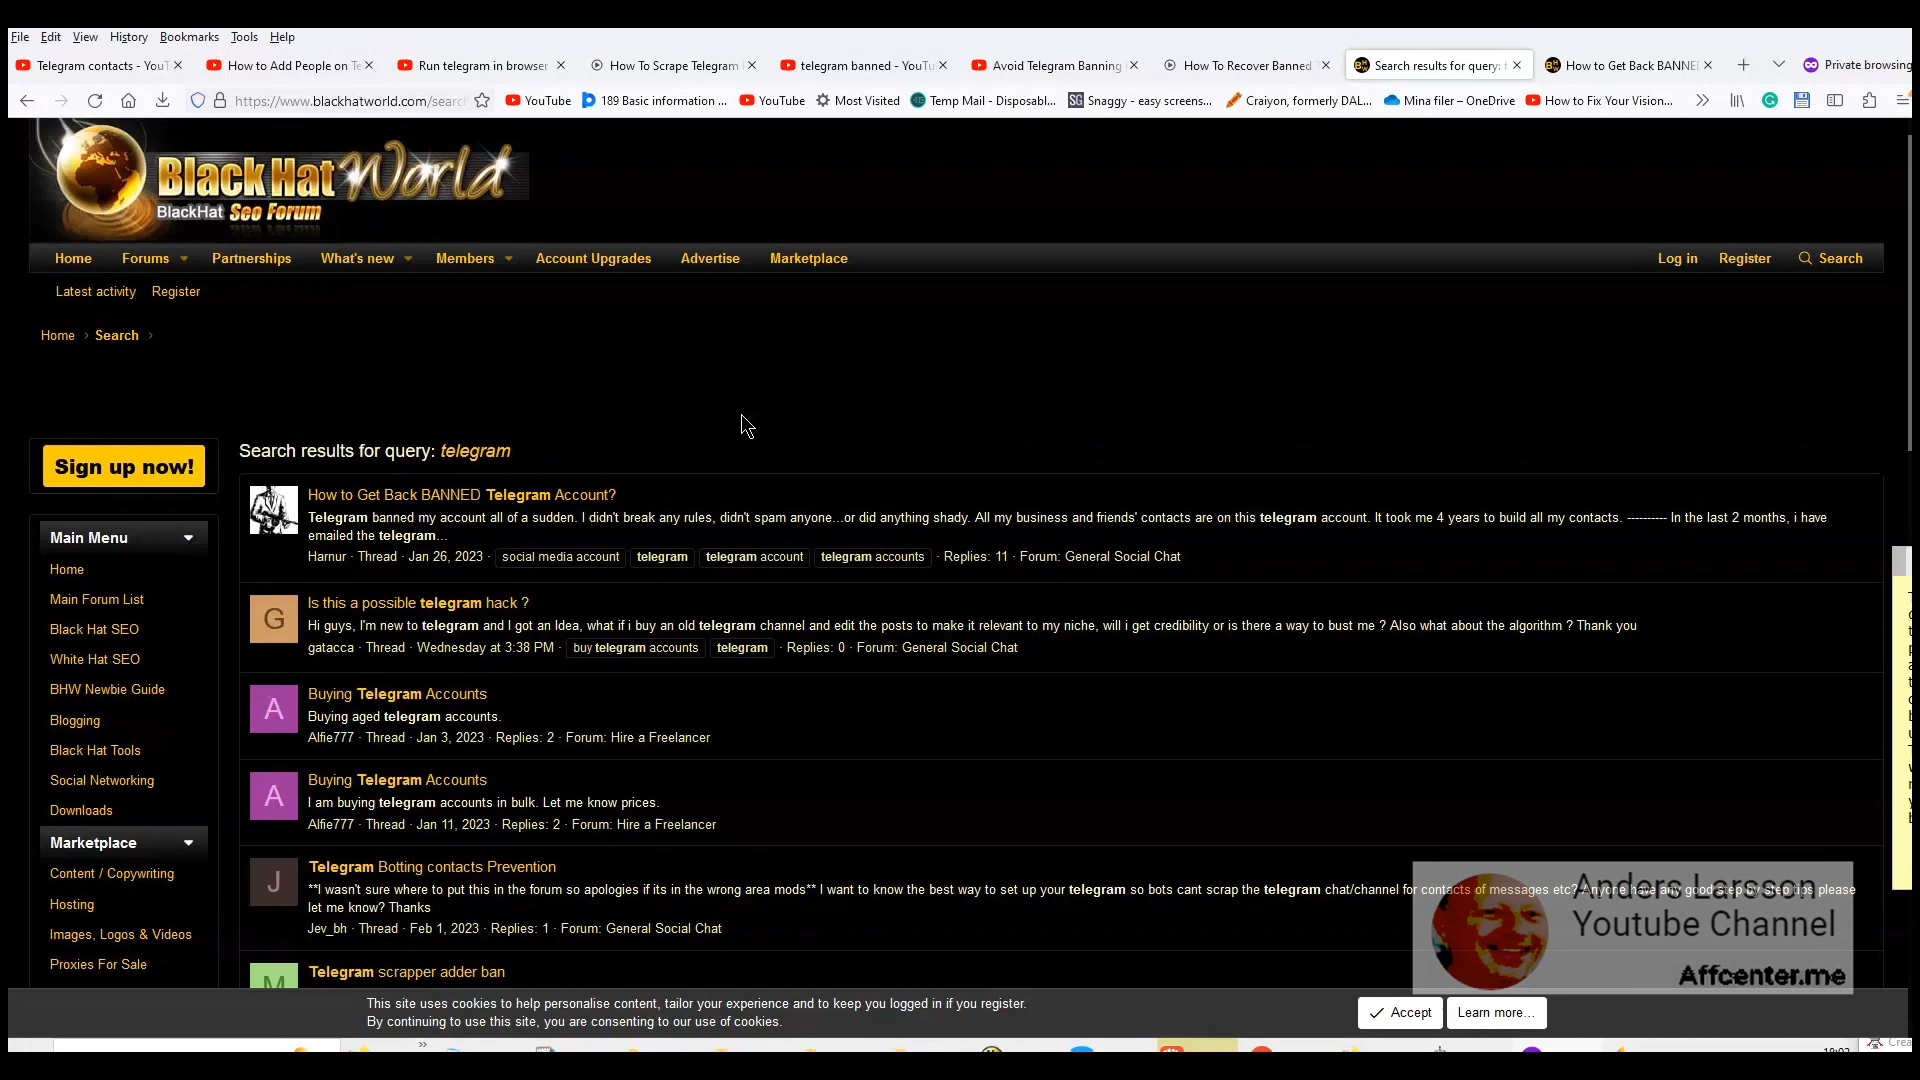 File Edit View History Bookmarks Tools Help
Telegram contacts - YouT
How to Add People on Te
Run telegram in browser
How To Scrape Telegram
telegram banned - YouTu
Avoid Telegram Banning
How To Recover Banned
Search results for query: t
How to Get Back BANNE
Private browsing
https://www.blackhatworld.com/searc
YouTube
189 Basic information ...
YouTube
Most Visited
Temp Mail - Disposabl...
Snaggy - easy screens...
Craiyon, formerly DAL...
Mina filer – OneDrive
How to Fix Your Vision...
BlackHat World
BlackHat Seo Forum
Home Forums Partnerships What's new Members Account Upgrades Advertise Marketplace Log in Register Search
Latest activity Register
Home › Search ›
Sign up now!
Main Menu
Home
Main Forum List
Black Hat SEO
White Hat SEO
BHW Newbie Guide
Blogging
Black Hat Tools
Social Networking
Downloads
Marketplace
Content / Copywriting
Hosting
Images, Logos & Videos
Proxies For Sale
Search results for query: telegram
How to Get Back BANNED Telegram Account?
Telegram banned my account all of a sudden. I didn't break any rules, didn't spam anyone...or did anything shady. All my business and friends' contacts are on this telegram account. It took me 4 years to build all my contacts. ---------- In the last 2 months, i have
emailed the telegram...
Harnur · Thread · Jan 26, 2023 · social media account telegram telegram account telegram accounts · Replies: 11 · Forum: General Social Chat
G
Is this a possible telegram hack ?
Hi guys, I'm new to telegram and I got an Idea, what if i buy an old telegram channel and edit the posts to make it relevant to my niche, will i get credibility or is there a way to bust me ? Also what about the algorithm ? Thank you
gatacca · Thread · Wednesday at 3:38 PM · buy telegram accounts telegram · Replies: 0 · Forum: General Social Chat
A
Buying Telegram Accounts
Buying aged telegram accounts.
Alfie777 · Thread · Jan 3, 2023 · Replies: 2 · Forum: Hire a Freelancer
A
Buying Telegram Accounts
I am buying telegram accounts in bulk. Let me know prices.
Alfie777 · Thread · Jan 11, 2023 · Replies: 2 · Forum: Hire a Freelancer
J
Telegram Botting contacts Prevention
**I wasn't sure where to put this in the forum so apologies if its in the wrong area mods** I want to know the best way to set up your telegram so bots cant scrap the telegram chat/channel for contacts of messages etc? Anyone have any good step by step tips please
let me know? Thanks
Jev_bh · Thread · Feb 1, 2023 · Replies: 1 · Forum: General Social Chat
M
Telegram scrapper adder ban
Anders Larsson
Youtube Channel
Affcenter.me
This site uses cookies to help personalise content, tailor your experience and to keep you logged in if you register.
By continuing to use this site, you are consenting to our use of cookies.
Accept Learn more...